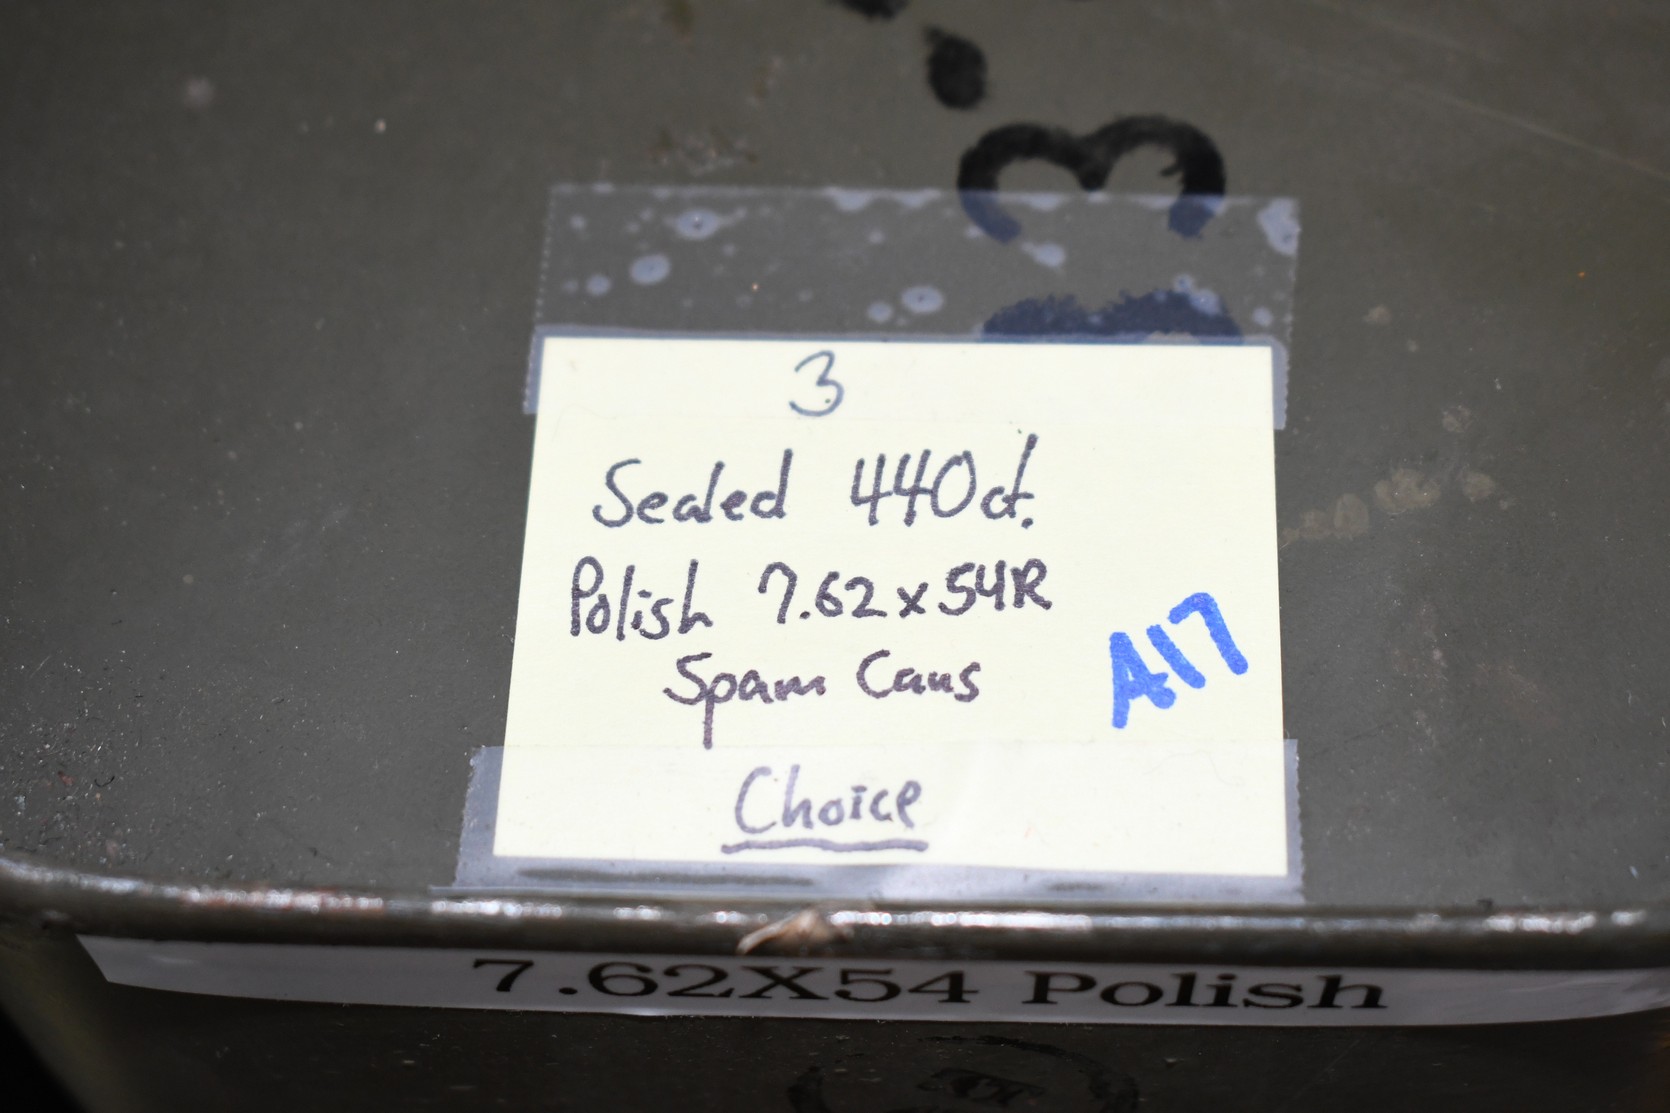 3
3
Sealed 440ct.
Polish 7.62x54R
Spam Cans
A17
Choice
7.62X54 Polish